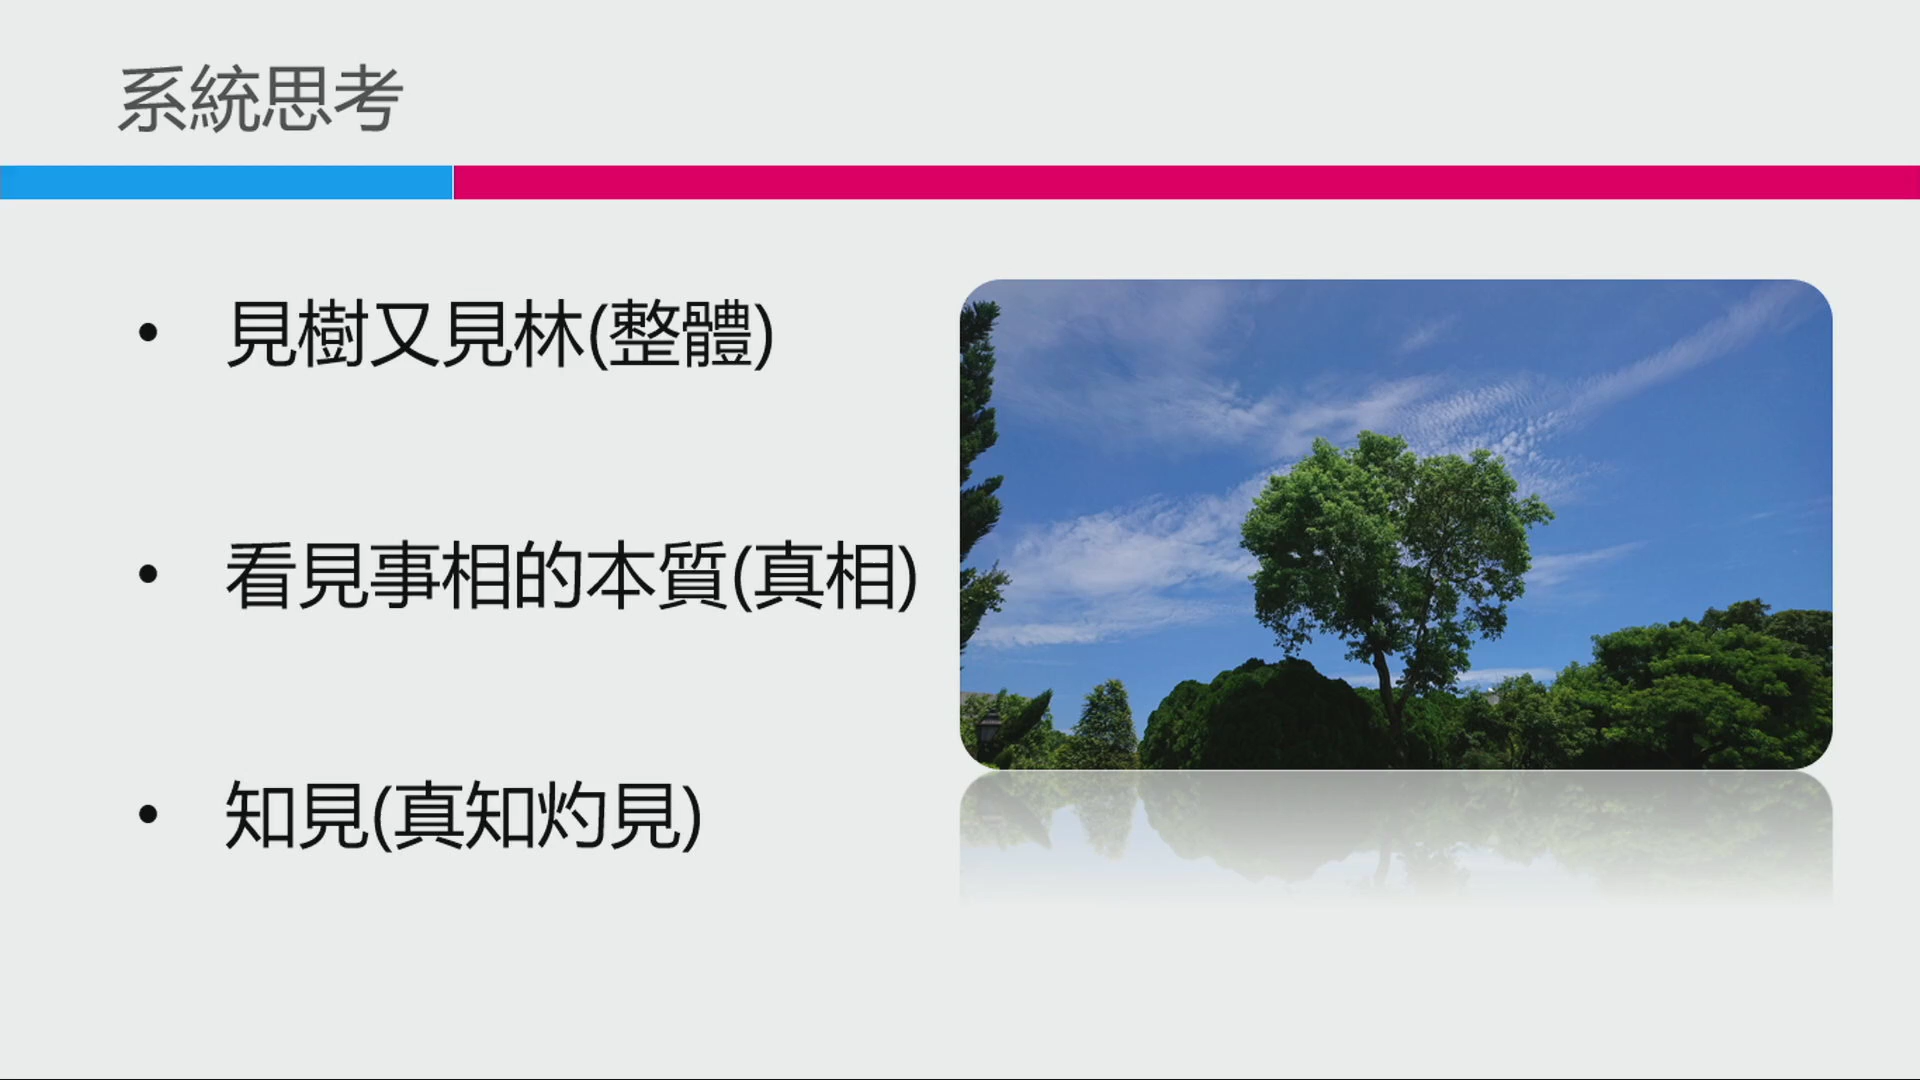 系統思考
• 見樹又見林(整體)
• 看見事相的本質(真相)
• 知見(真知灼見)